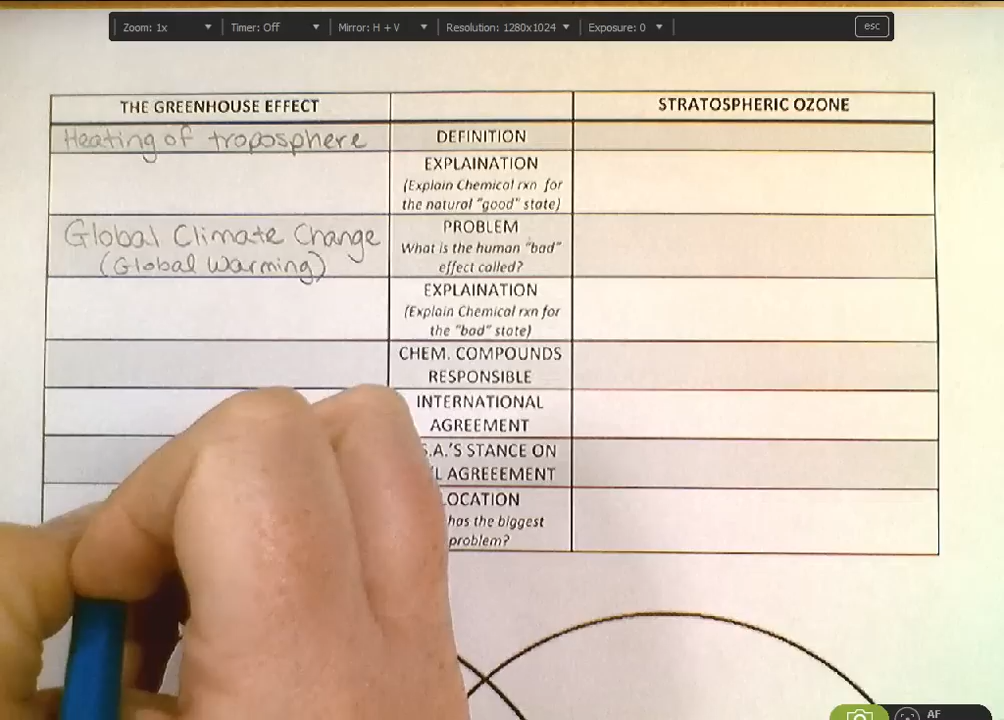 Zoom: 1x Timer: Off Mirror: H + V Resolution: 1280x1024 Exposure: 0 esc
THE GREENHOUSE EFFECT STRATOSPHERIC OZONE
Heating of troposphere DEFINITION
EXPLAINATION
(Explain Chemical rxn for
the natural "good" state)
Global Climate Change PROBLEM
(Global Warming) What is the human "bad"
effect called?
EXPLAINATION
(Explain Chemical rxn for
the "bad" state)
CHEM. COMPOUNDS
RESPONSIBLE
INTERNATIONAL
AGREEMENT
S.A.'S STANCE ON
L AGREEEMENT
LOCATION
has the biggest
problem?
AF